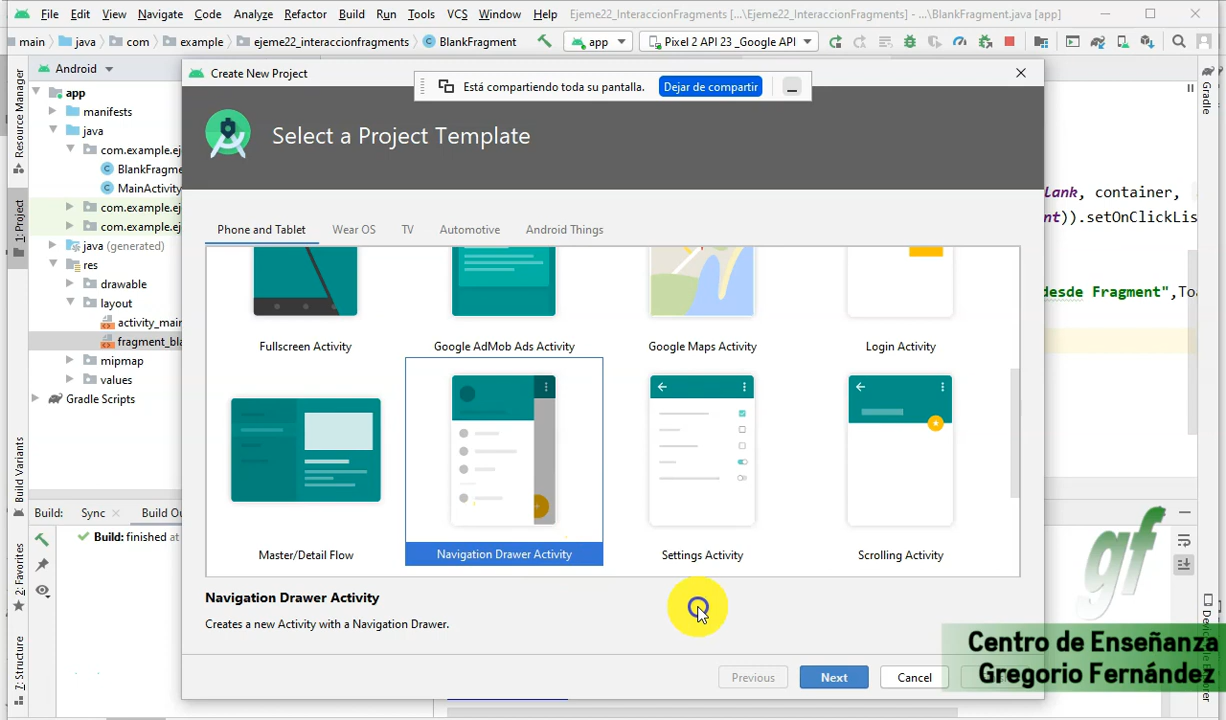 File Edit View Navigate Code Analyze Refactor Build Run Tools VCS Window Help Ejeme22_InteraccionFragments [...\Ejeme22_InteraccionFragments] - ...\BlankFragment.java [app]
main java com example ejeme22_interaccionfragments BlankFragment app Pixel 2 API 23 _Google API
Android
Create New Project
Está compartiendo toda su pantalla. Dejar de compartir
Resource Manager
1: Project
Build Variants
2: Favorites
7: Structure
Gradle
app
manifests
java
com.example.ej
BlankFragme
MainActivity
com.example.ej
com.example.ej
java (generated)
res
drawable
layout
activity_main
fragment_bla
mipmap
values
Gradle Scripts
Select a Project Template
Phone and Tablet Wear OS TV Automotive Android Things
Fullscreen Activity Google AdMob Ads Activity Google Maps Activity Login Activity
Master/Detail Flow Navigation Drawer Activity Settings Activity Scrolling Activity
Navigation Drawer Activity
Creates a new Activity with a Navigation Drawer.
Previous Next Cancel
lank, container,
nt)).setOnClickLis
desde Fragment",Toa
Build: Sync Build Ou
Build: finished at
gf
Centro de Enseñanza
Gregorio Fernández